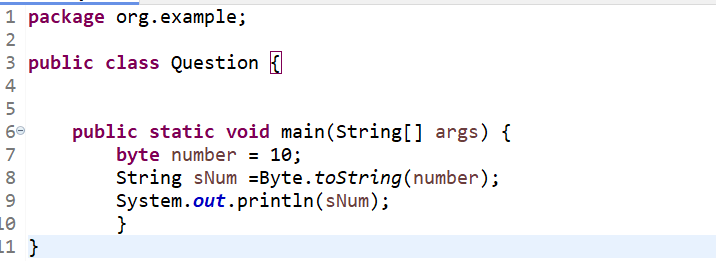 1 package org.example;
2
3 public class Question {
4
5
6 public static void main(String[] args) {
7 byte number = 10;
8 String sNum =Byte.toString(number);
9 System.out.println(sNum);
10 }
11 }